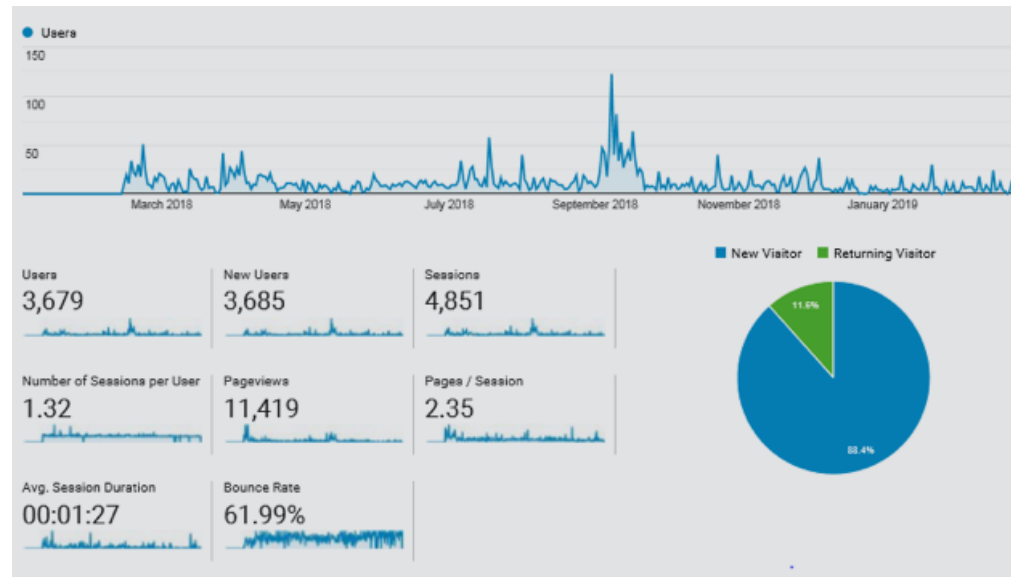 Users
150
100
50
March 2018 May 2018 July 2018 September 2018 November 2018 January 2019
New Visitor Returning Visitor
Users New Users Sessions
3,679 3,685 4,851
Number of Sessions per User Pageviews Pages / Session
1.32 11,419 2.35
Avg. Session Duration Bounce Rate
00:01:27 61.99%
11.6%
88.4%